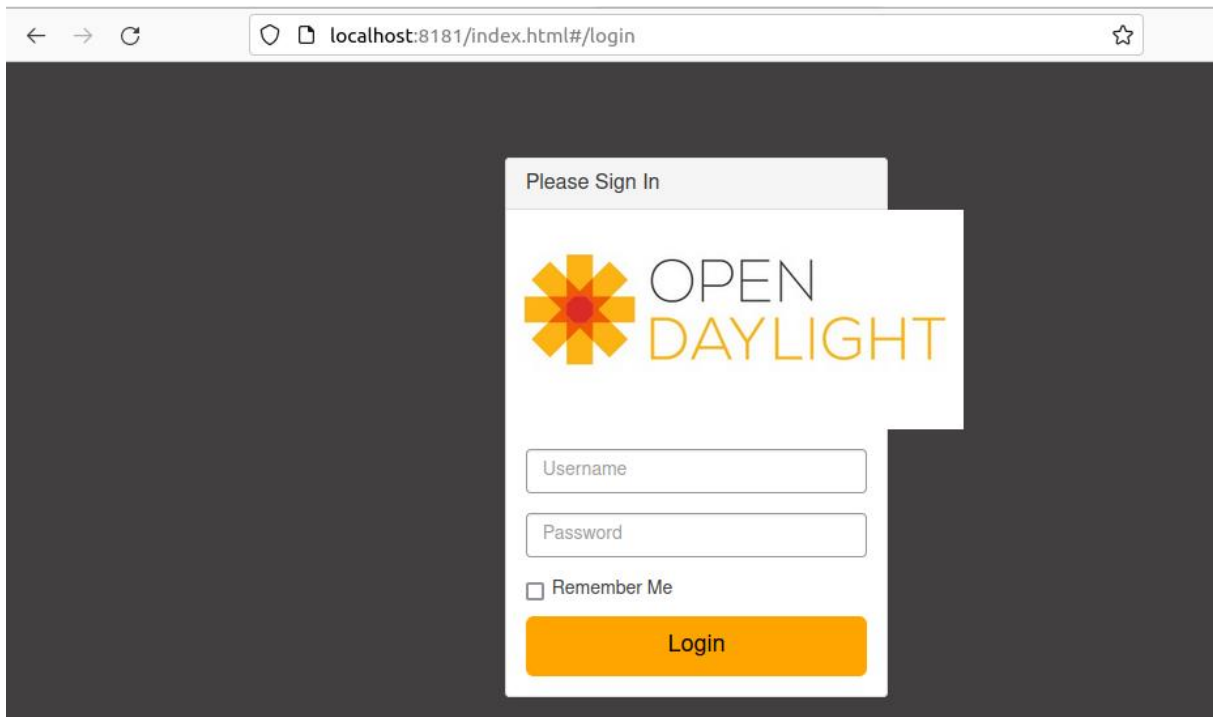 localhost:8181/index.html#/login
Please Sign In
OPEN
DAYLIGHT
Username
Password
Remember Me
Login